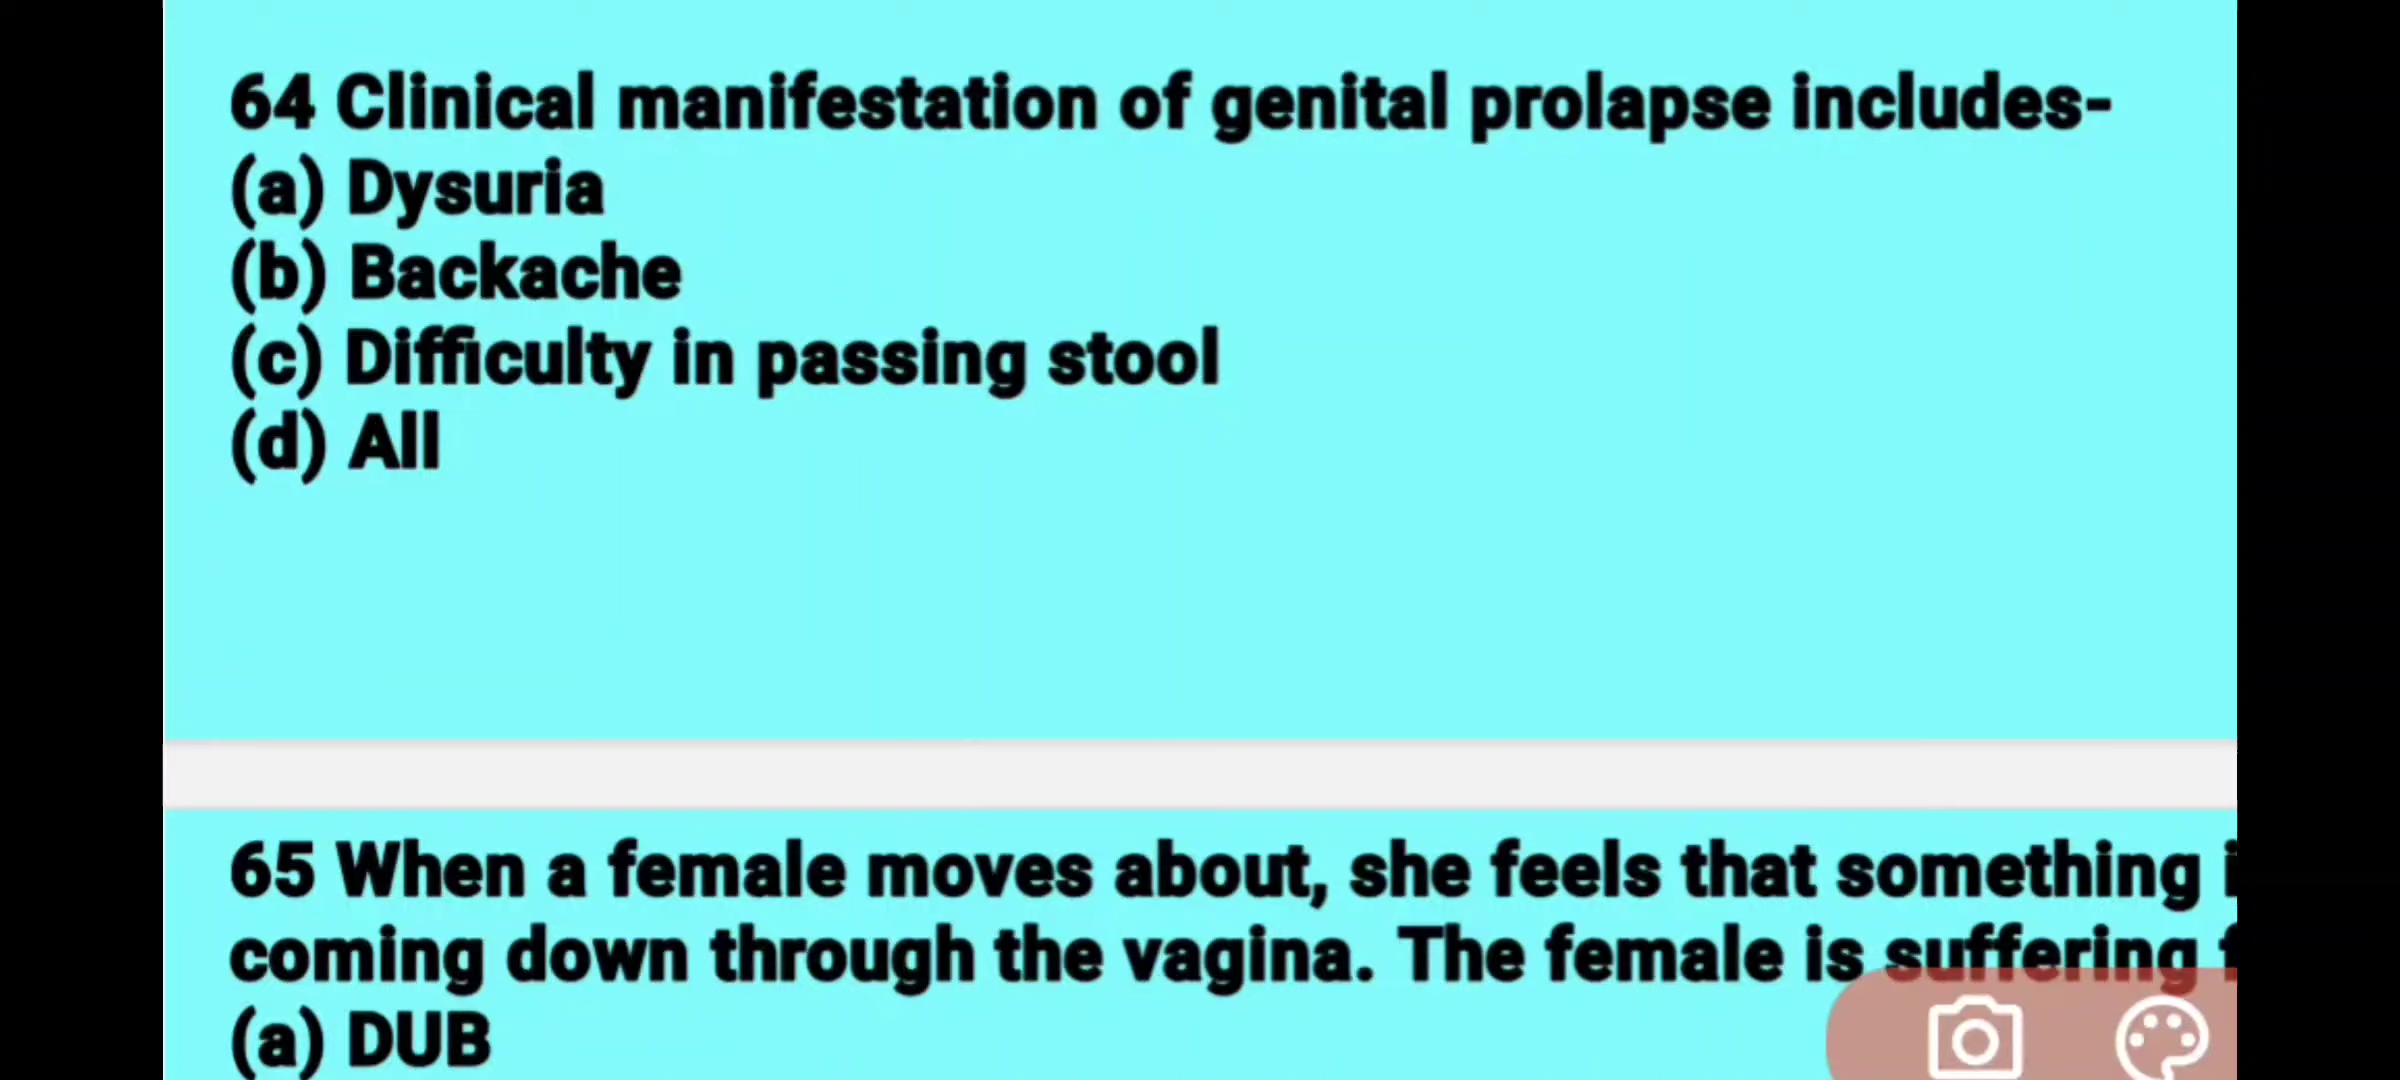 64 Clinical manifestation of genital prolapse includes-
(a) Dysuria
(b) Backache
(c) Difficulty in passing stool
(d) All
65 When a female moves about, she feels that something
coming down through the vagina. The female is suffering
(a) DUB